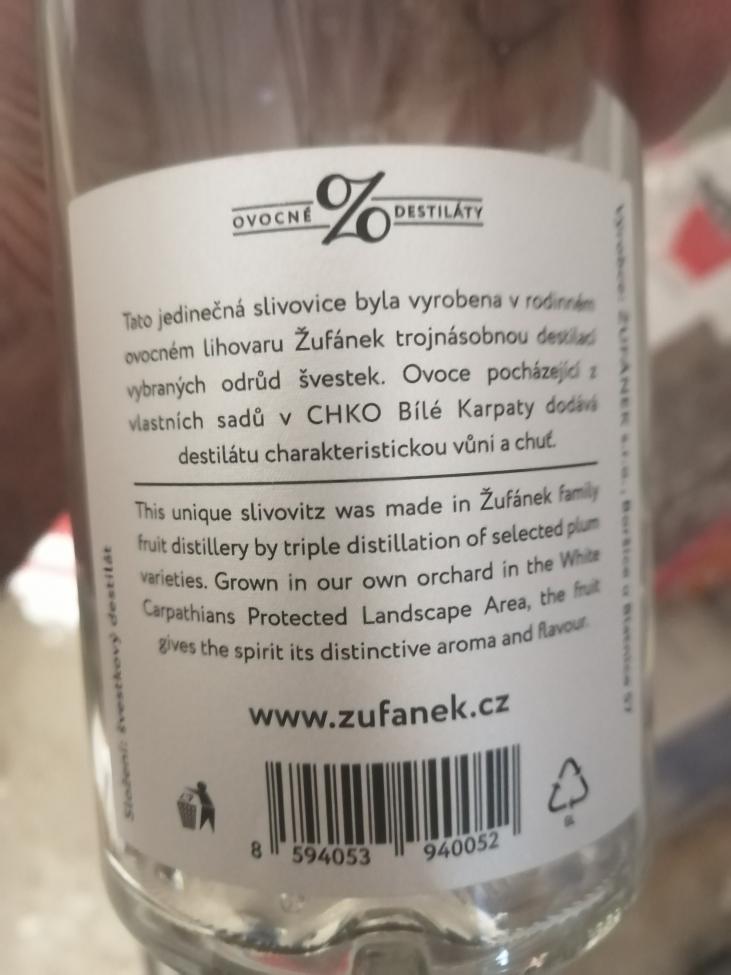 OVOCNÉ % DESTILÁTY
Tato jedinečná slivovice byla vyrobena v rodinném
ovocném lihovaru Žufánek trojnásobnou destilací
vybraných odrůd švestek. Ovoce pocházející z
vlastních sadů v CHKO Bílé Karpaty dodává
destilátu charakteristickou vůni a chuť.
This unique slivovitz was made in Žufánek family
fruit distillery by triple distillation of selected plum
varieties. Grown in our own orchard in the White
Carpathians Protected Landscape Area, the fruit
gives the spirit its distinctive aroma and flavour.
www.zufanek.cz
8 594053 940052
GL
Složení: švestkový destilát
Výrobce: ŽUFÁNEK s.r.o., Boršice u Blatnice 57